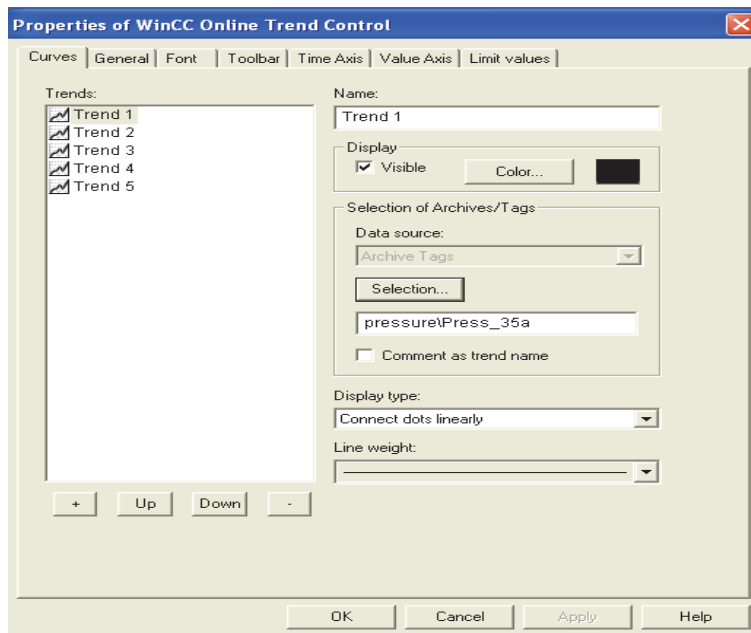 Properties of WinCC Online Trend Control
Curves General Font Toolbar Time Axis Value Axis Limit values
Trends:
Trend 1
Trend 2
Trend 3
Trend 4
Trend 5
+ Up Down -
Name:
Trend 1
Display
Visible Color...
Selection of Archives/Tags
Data source:
Archive Tags
Selection...
pressure\Press_35a
Comment as trend name
Display type:
Connect dots linearly
Line weight:
OK Cancel Apply Help